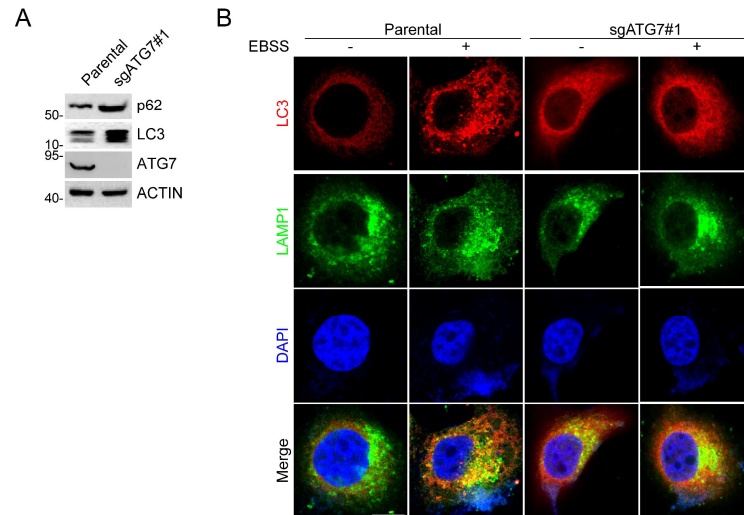 A
Parental
sgATG7#1
50-
p62
10-
LC3
95-
ATG7
40-
ACTIN
B
Parental
sgATG7#1
EBSS - + - +
LC3
LAMP1
DAPI
Merge